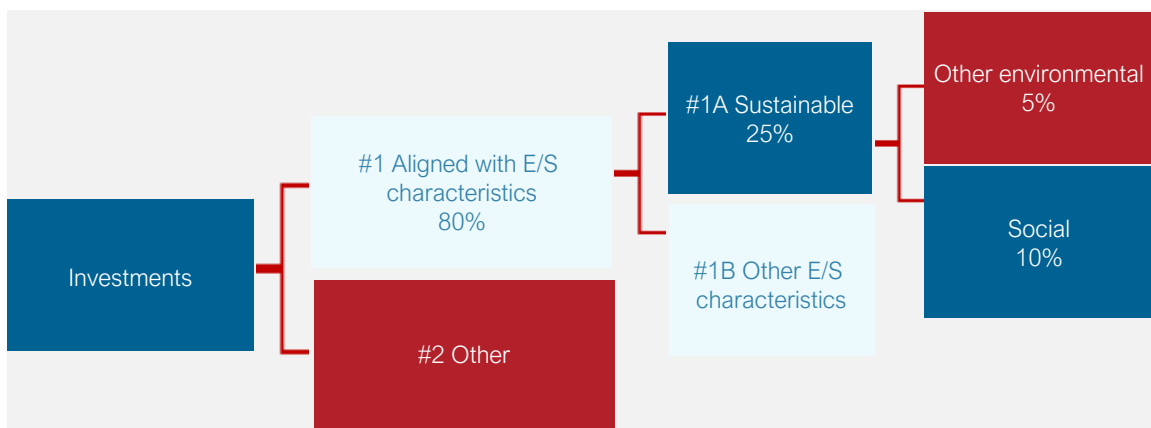 Investments
#1 Aligned with E/S
characteristics
80%
#2 Other
#1A Sustainable
25%
#1B Other E/S
characteristics
Other environmental
5%
Social
10%